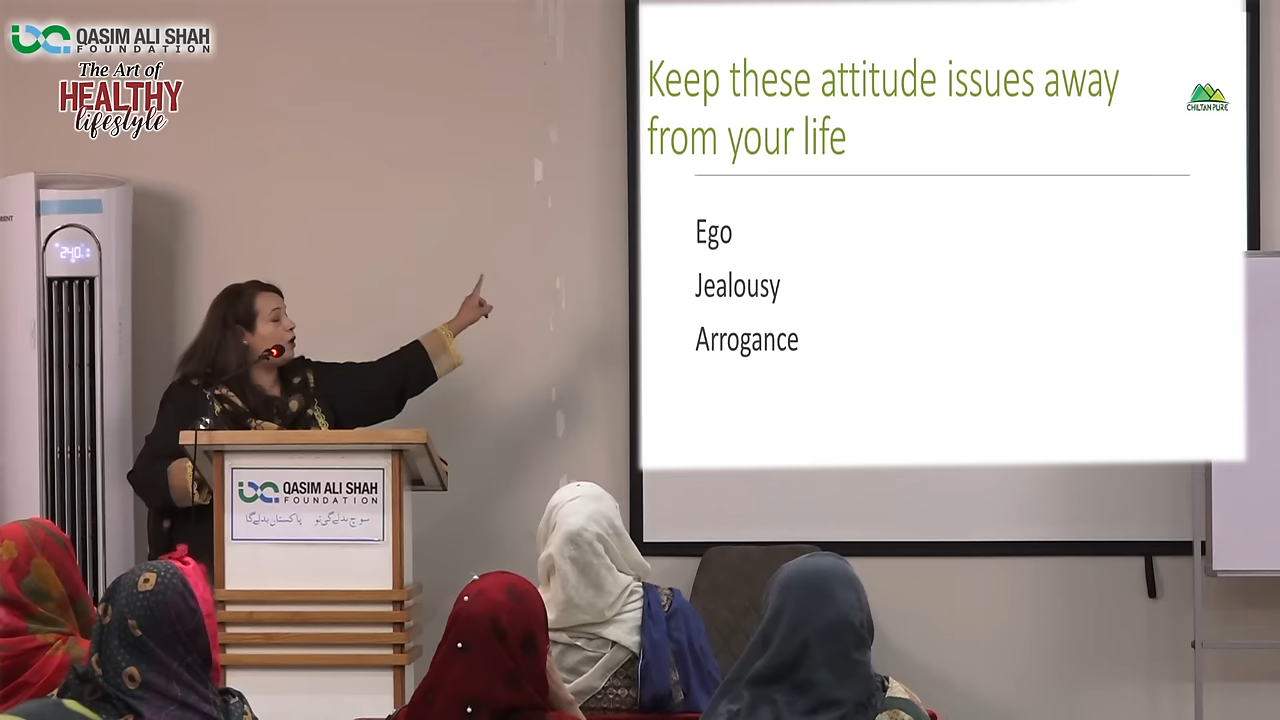 QASIM ALI SHAH
FOUNDATION
The Art of
HEALTHY
lifestyle
Keep these attitude issues away
from your life
CHILTAN PURE
Ego
Jealousy
Arrogance
240
QASIM ALI SHAH
FOUNDATION
سوچ بدلے گی تو پاکستان بدلے گا